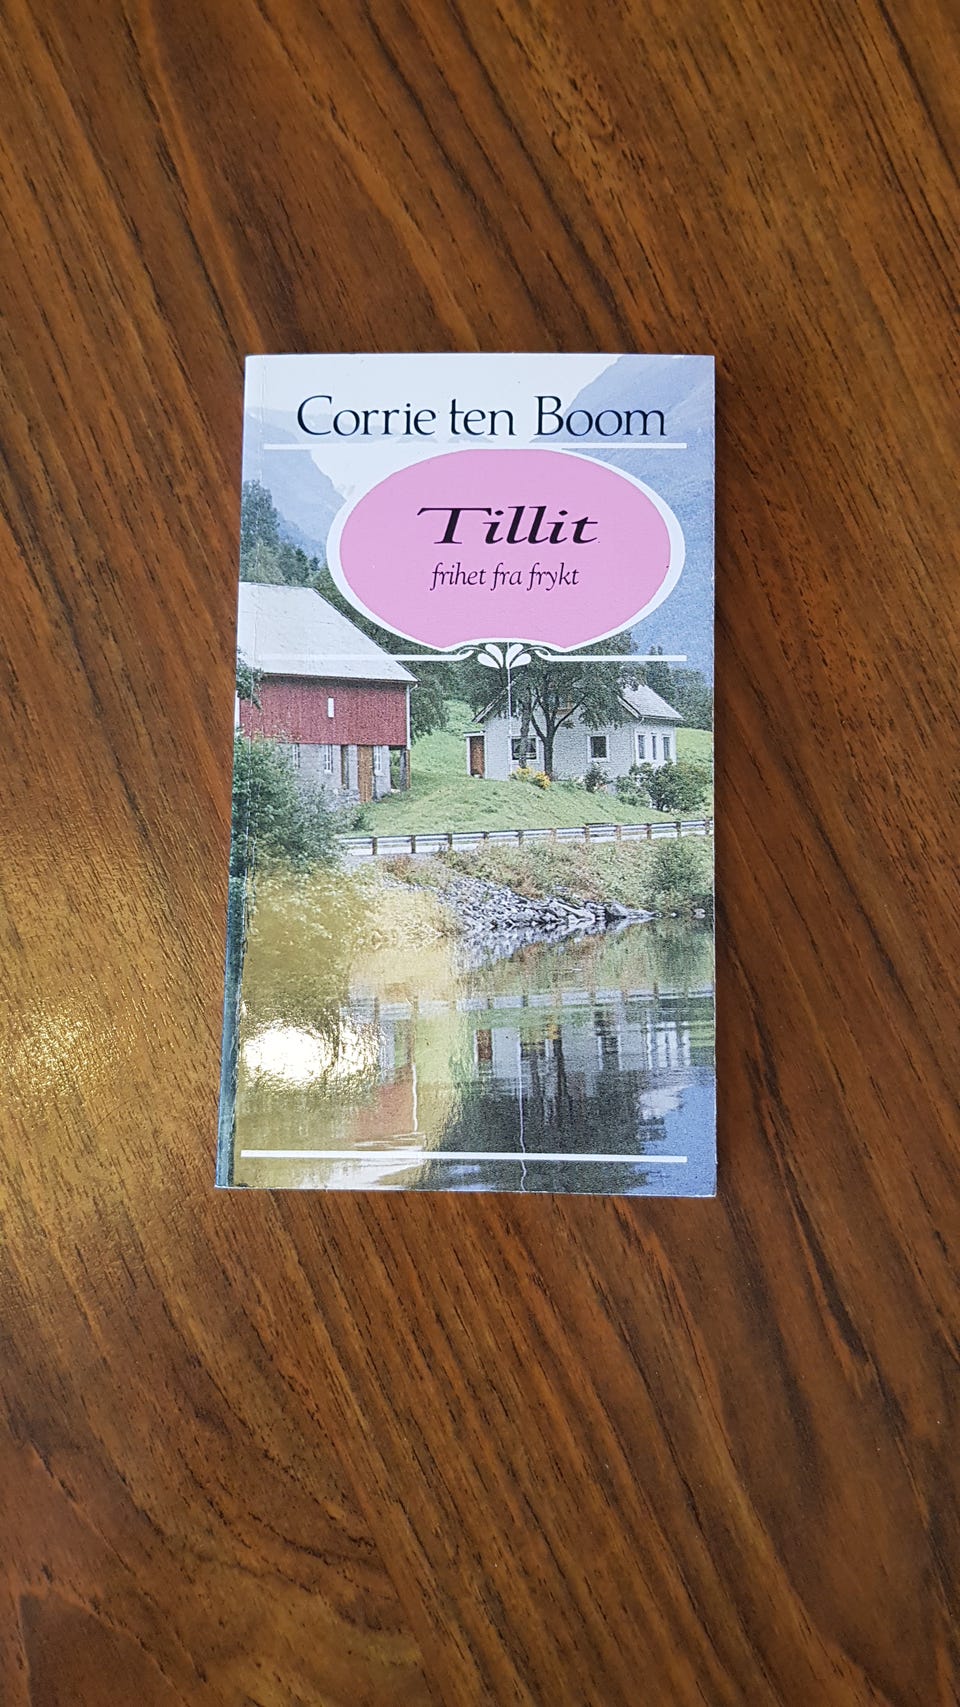 Corrie ten Boom
Tillit
frihet fra frykt